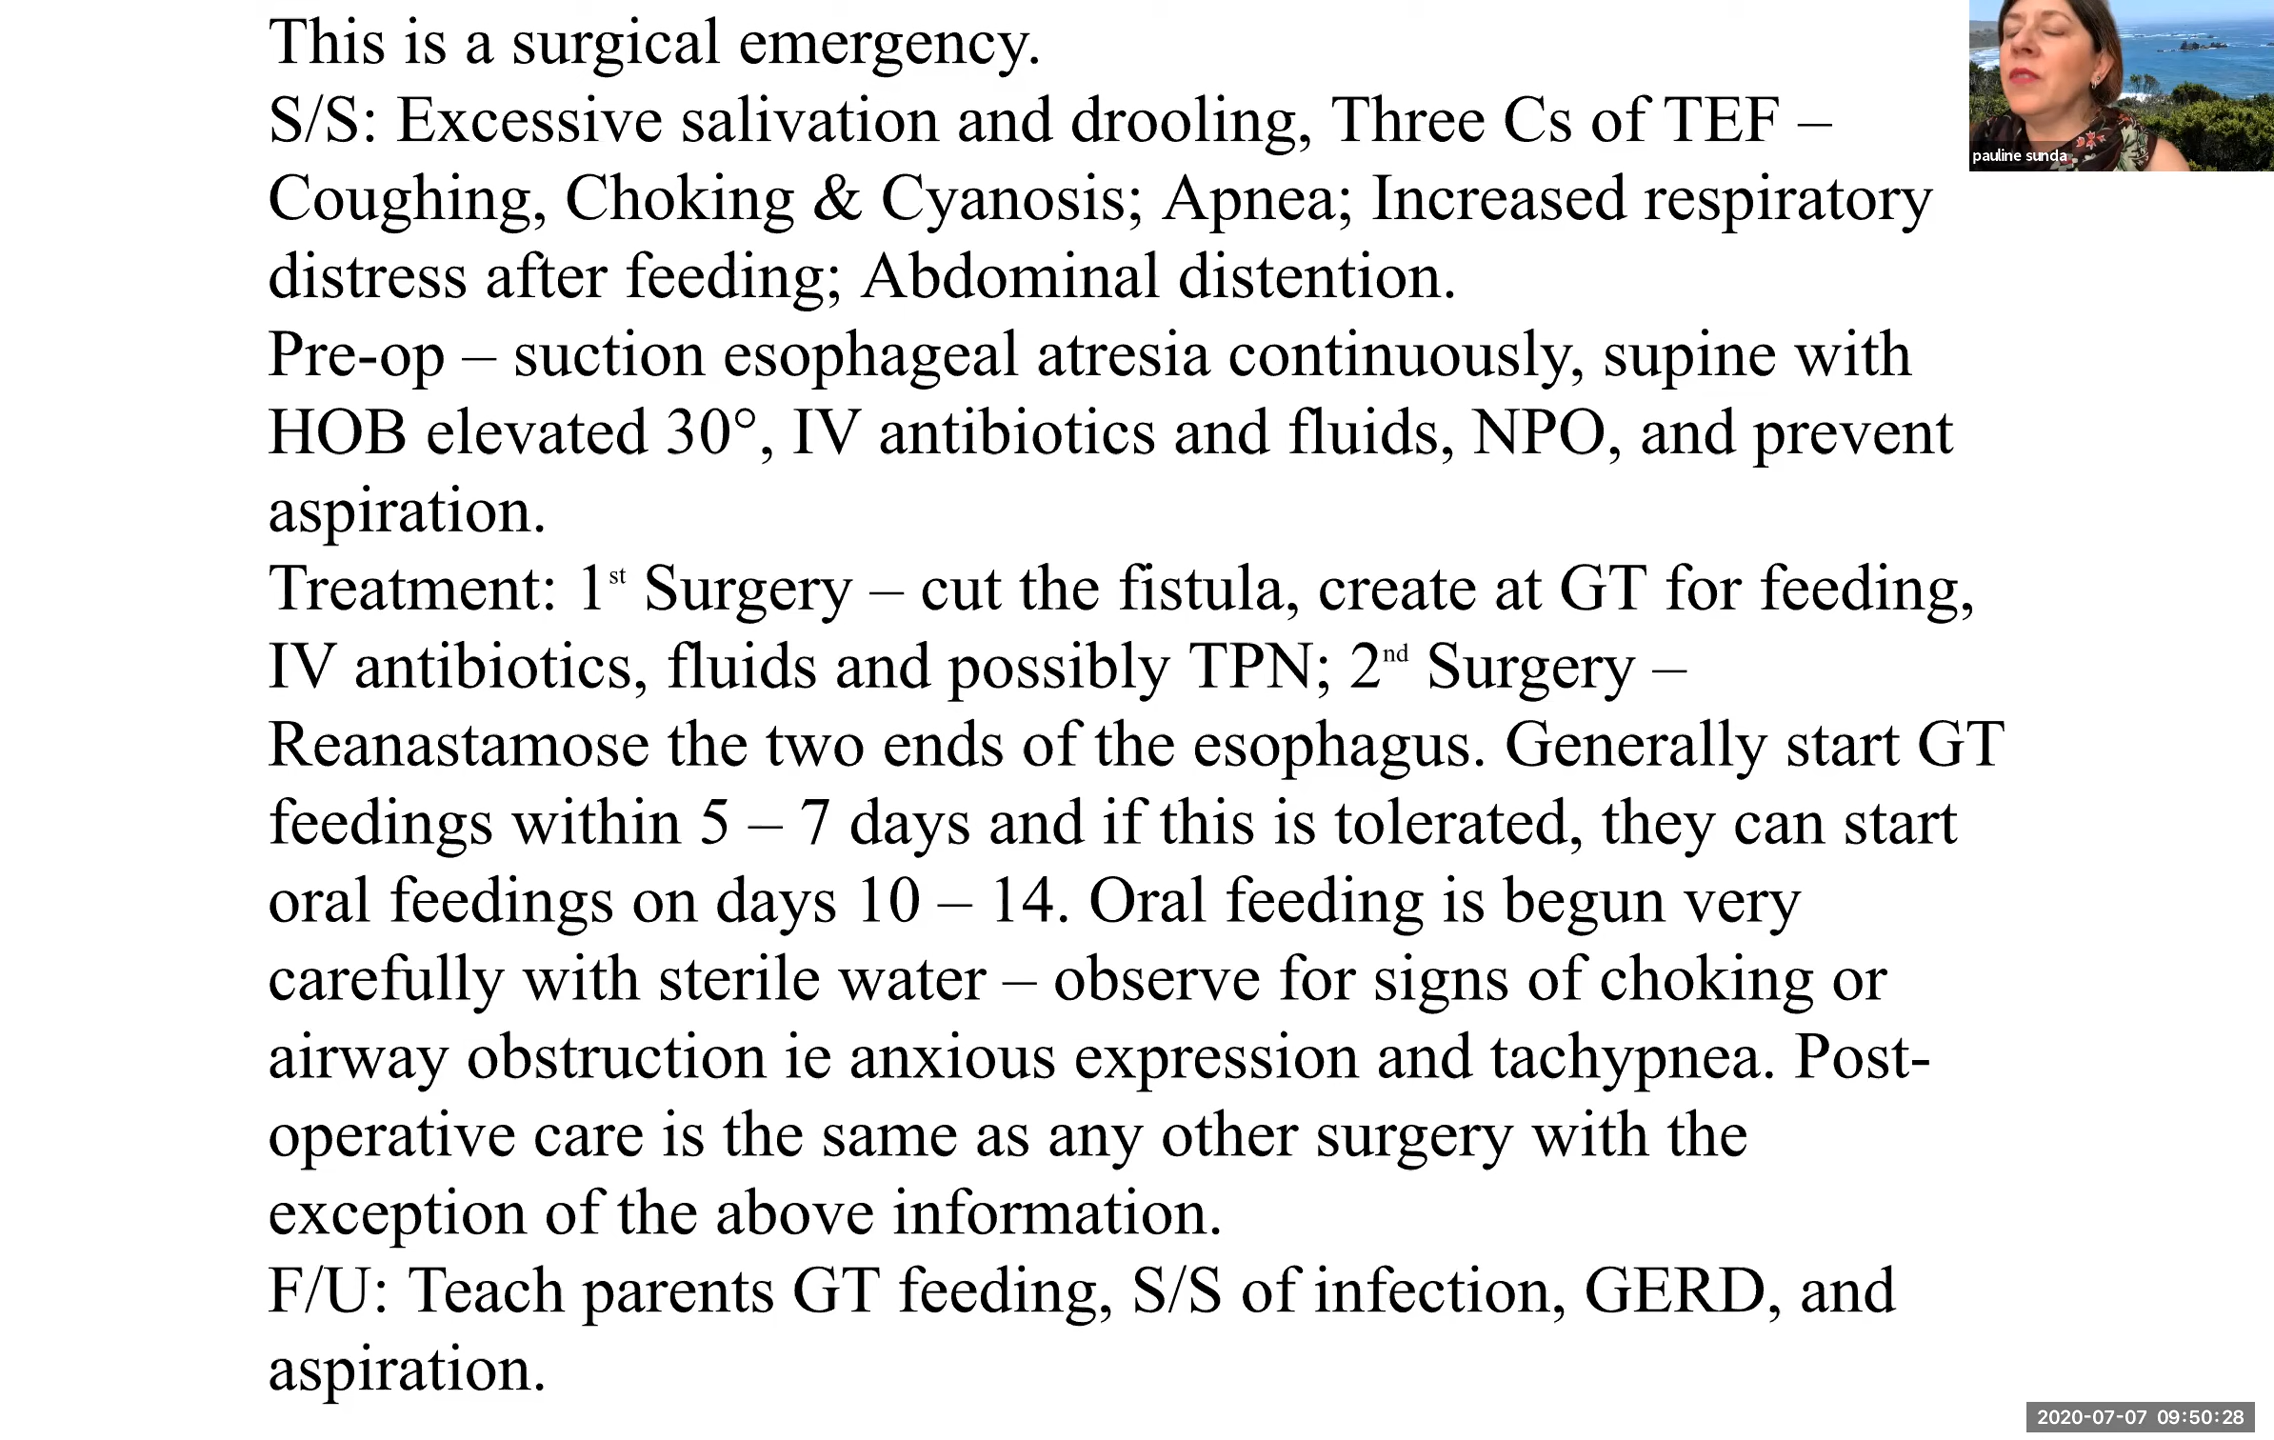 This is a surgical emergency.
S/S: Excessive salivation and drooling, Three Cs of TEF –
Coughing, Choking & Cyanosis; Apnea; Increased respiratory
distress after feeding; Abdominal distention.
Pre-op – suction esophageal atresia continuously, supine with
HOB elevated 30°, IV antibiotics and fluids, NPO, and prevent
aspiration.
Treatment: 1st Surgery – cut the fistula, create at GT for feeding,
IV antibiotics, fluids and possibly TPN; 2nd Surgery –
Reanastamose the two ends of the esophagus. Generally start GT
feedings within 5 – 7 days and if this is tolerated, they can start
oral feedings on days 10 – 14. Oral feeding is begun very
carefully with sterile water – observe for signs of choking or
airway obstruction ie anxious expression and tachypnea. Post-
operative care is the same as any other surgery with the
exception of the above information.
F/U: Teach parents GT feeding, S/S of infection, GERD, and
aspiration.
pauline sunda
2020-07-07 09:50:28